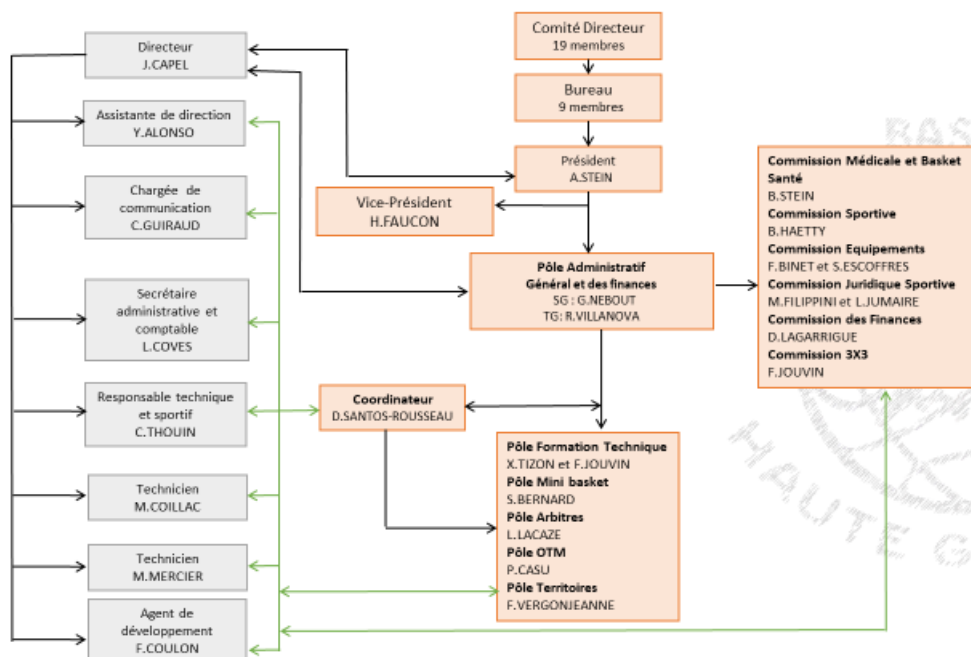 Comité Directeur
19 membres
Bureau
9 membres
Président
A.STEIN
Vice-Président
H.FAUCON
Pôle Administratif
Général et des finances
SG : G.NEBOUT
TG: R.VILLANOVA
Directeur
J.CAPEL
Assistante de direction
Y.ALONSO
Chargée de
communication
C.GUIRAUD
Secrétaire
administrative et
comptable
L.COVES
Responsable technique
et sportif
C.THOUIN
Technicien
M.COILLAC
Technicien
M.MERCIER
Agent de
développement
F.COULON
Coordinateur
D.SANTOS-ROUSSEAU
Pôle Formation Technique
X.TIZON et F.JOUVIN
Pôle Mini basket
S.BERNARD
Pôle Arbitres
L.LACAZE
Pôle OTM
P.CASU
Pôle Territoires
F.VERGONJEANNE
Commission Médicale et Basket
Santé
B.STEIN
Commission Sportive
B.HAETTY
Commission Equipements
F.BINET et S.ESCOFFRES
Commission Juridique Sportive
M.FILIPPINI et L.JUMAIRE
Commission des Finances
D.LAGARRIGUE
Commission 3X3
F.JOUVIN
BAS
HAUTE G